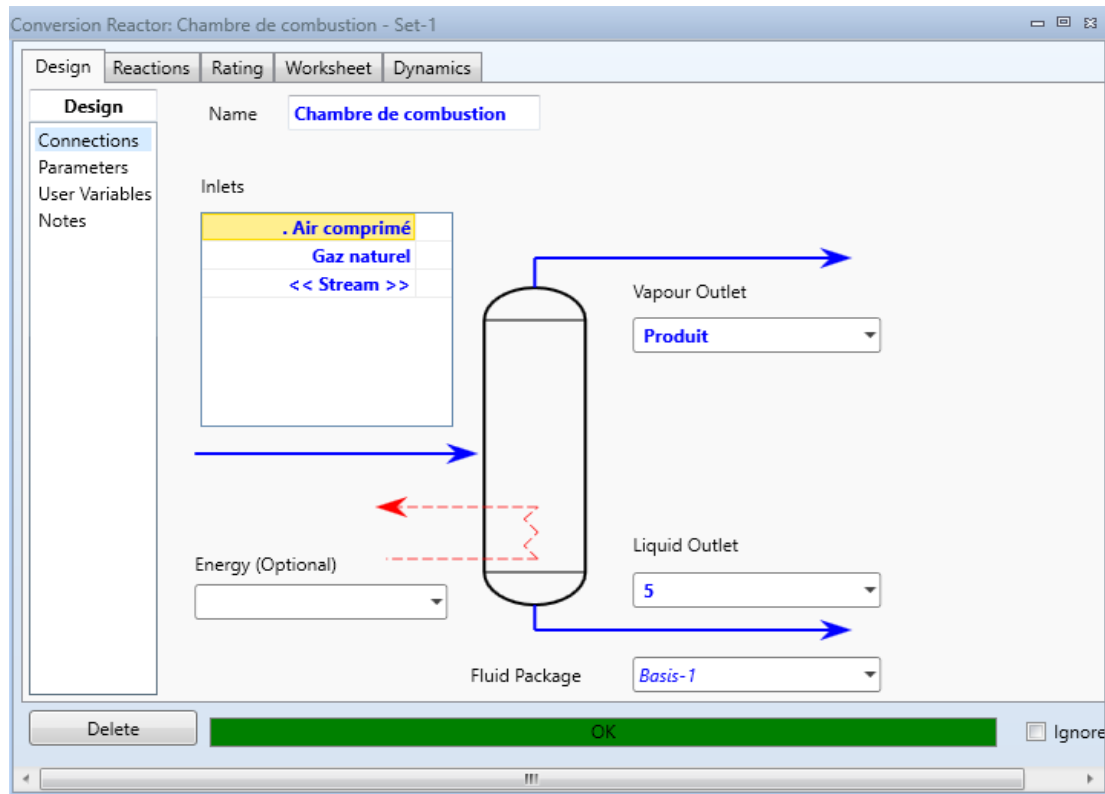 Conversion Reactor: Chambre de combustion - Set-1
Design Reactions Rating Worksheet Dynamics
Design
Connections
Parameters
User Variables
Notes
Name Chambre de combustion
Inlets
. Air comprimé
Gaz naturel
<< Stream >>
Vapour Outlet
Produit
Energy (Optional)
Liquid Outlet
5
Fluid Package Basis-1
Delete OK Ignore